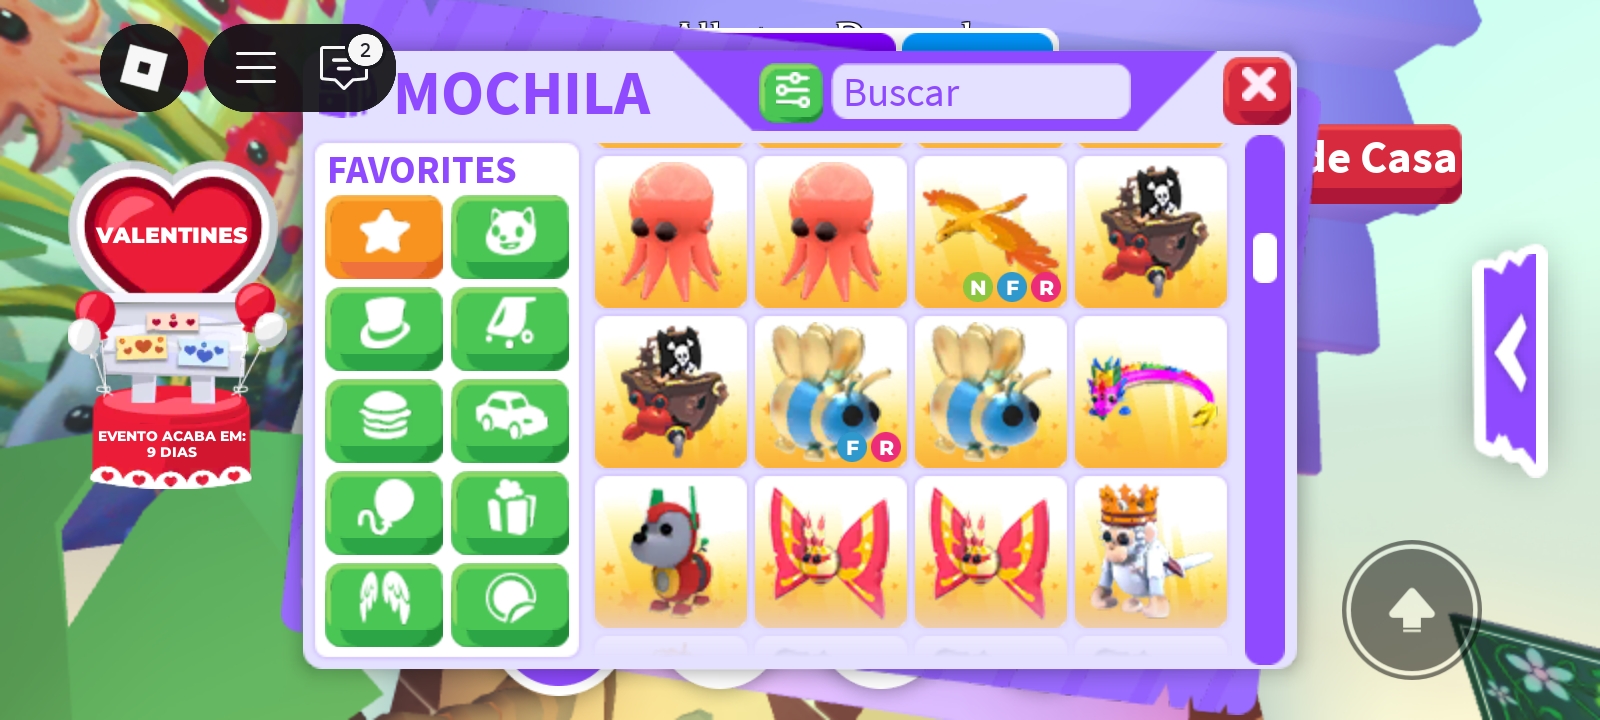 2
MOCHILA
Buscar
de Casa
FAVORITES
VALENTINES
EVENTO ACABA EM:
9 DIAS
N F R
F R